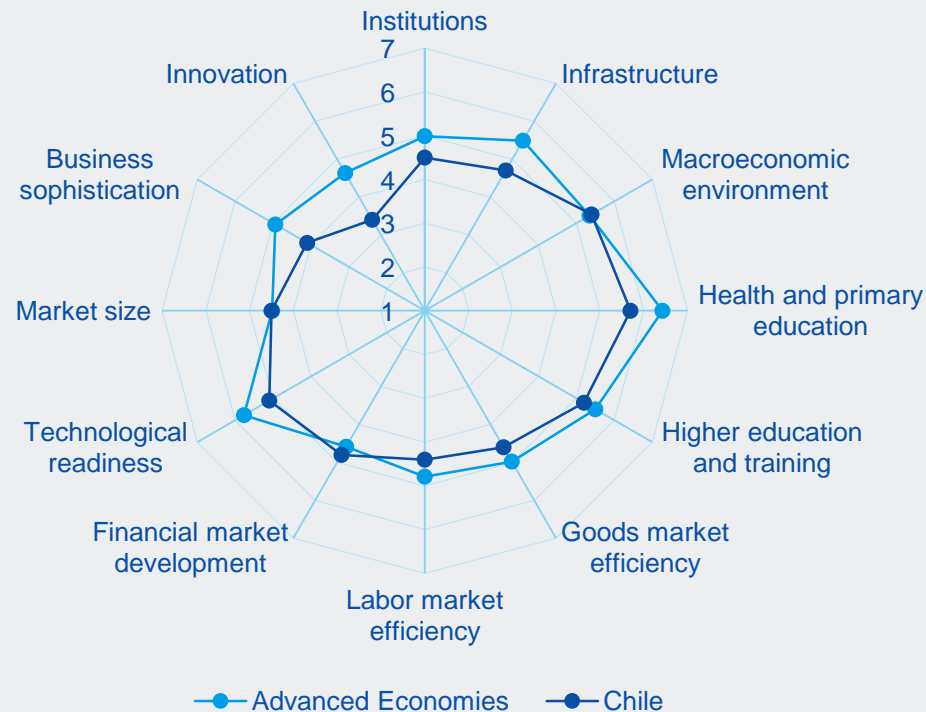 Institutions
7
Innovation
Infrastructure
6
5
Business
sophistication
Macroeconomic
environment
4
3
2
Market size
1
Health and primary
education
Technological
readiness
Higher education
and training
Financial market
development
Goods market
efficiency
Labor market
efficiency
Advanced Economies
Chile